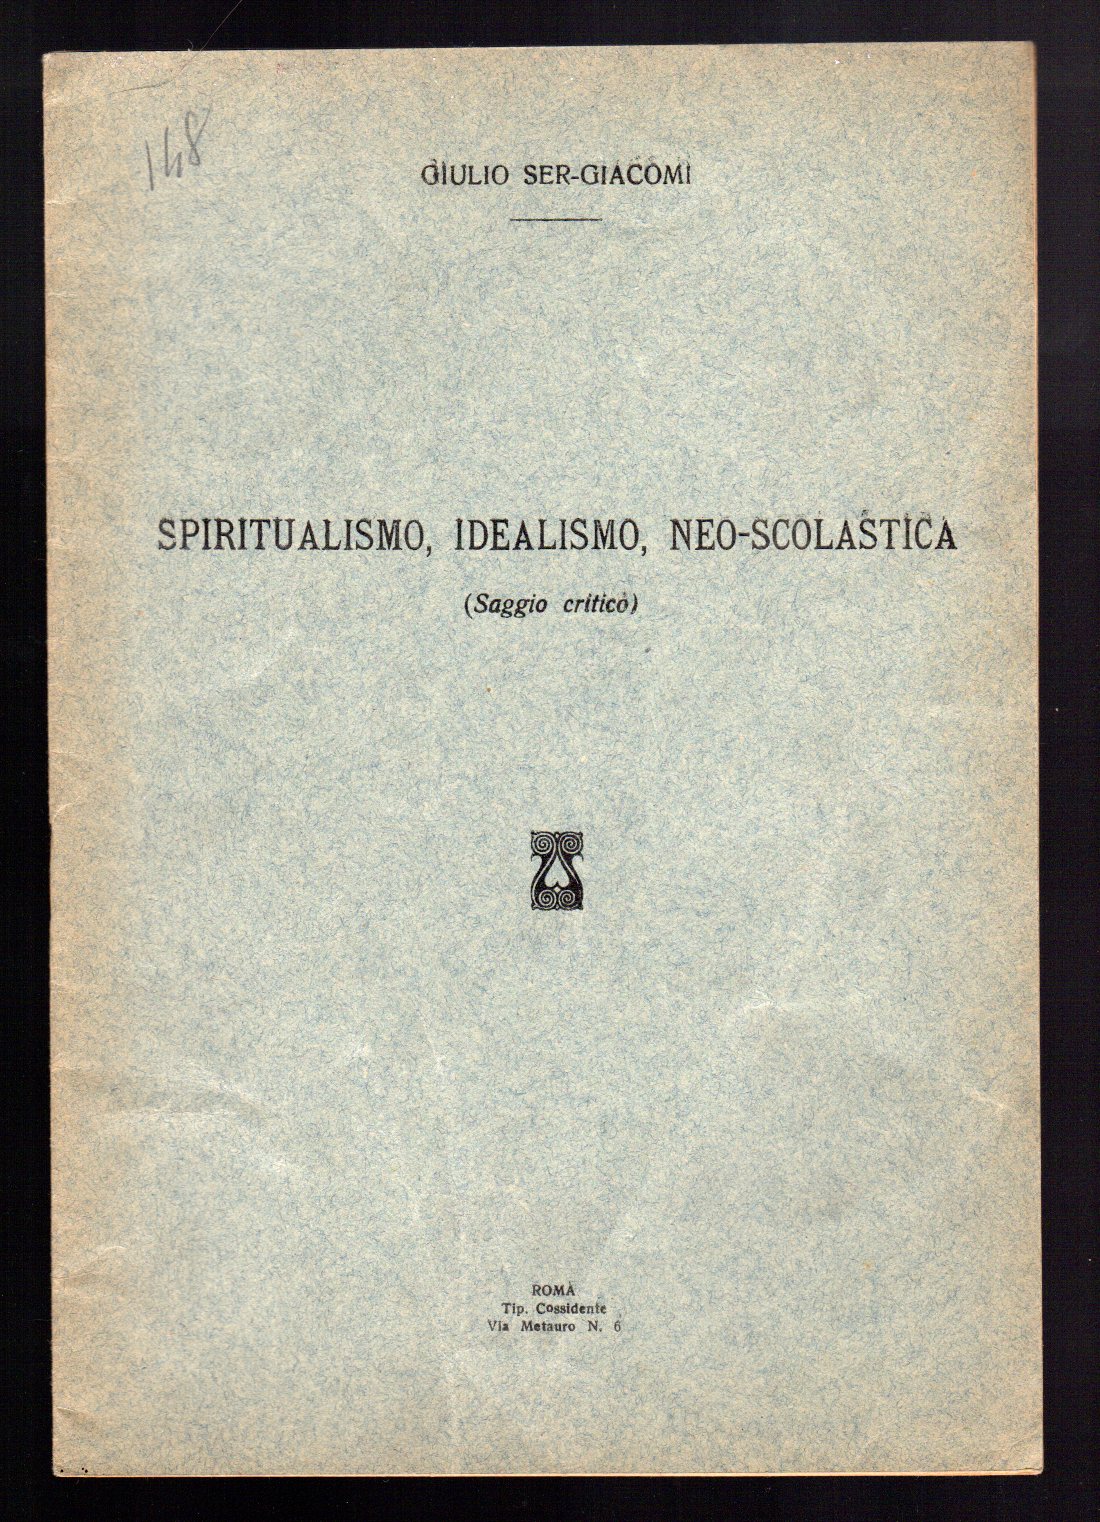 148
GIULIO SER-GIACOMI
SPIRITUALISMO, IDEALISMO, NEO-SCOLASTICA
(Saggio critico)
ROMA
Tip. Cossidente
Via Metauro N. 6